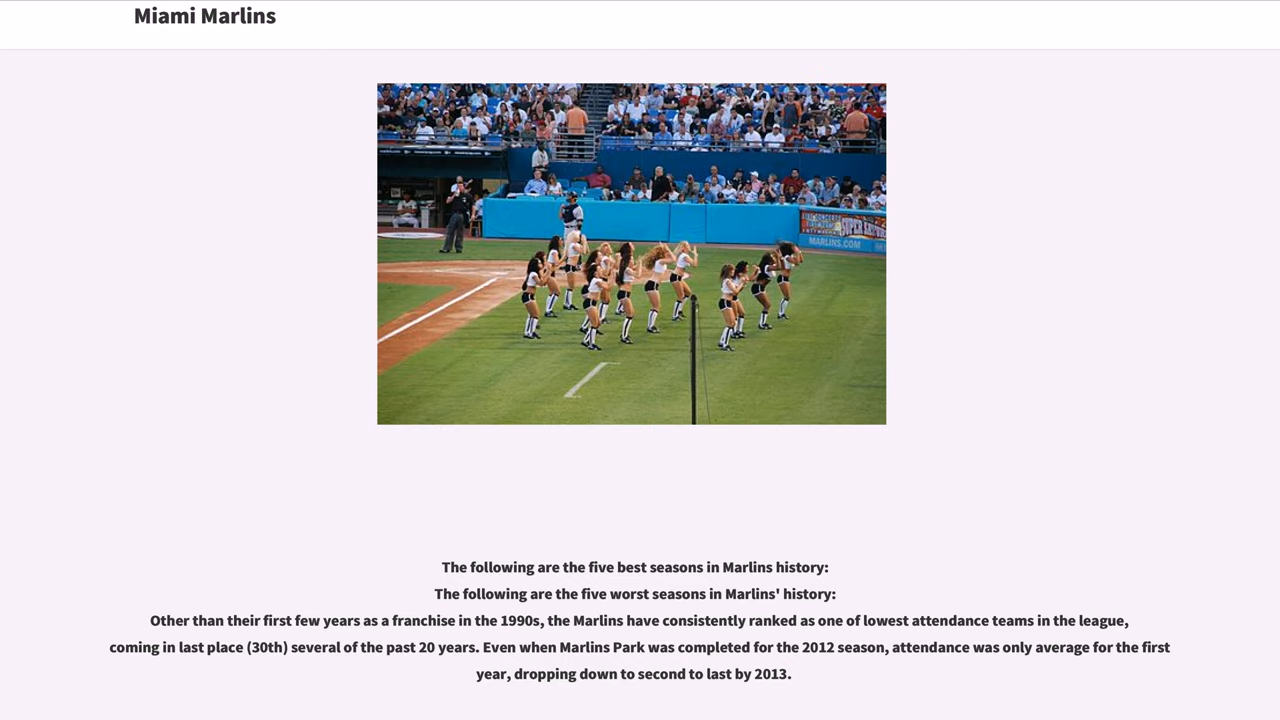 Miami Marlins
SUPER
MARLINS.COM
The following are the five best seasons in Marlins history:
The following are the five worst seasons in Marlins' history:
Other than their first few years as a franchise in the 1990s, the Marlins have consistently ranked as one of lowest attendance teams in the league,
coming in last place (30th) several of the past 20 years. Even when Marlins Park was completed for the 2012 season, attendance was only average for the first
year, dropping down to second to last by 2013.